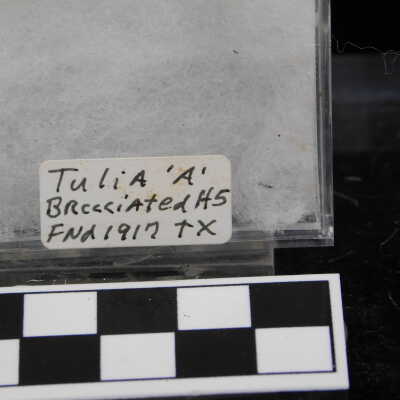 Tulia 'A'
Brecciated H5
Fnd 1917 TX